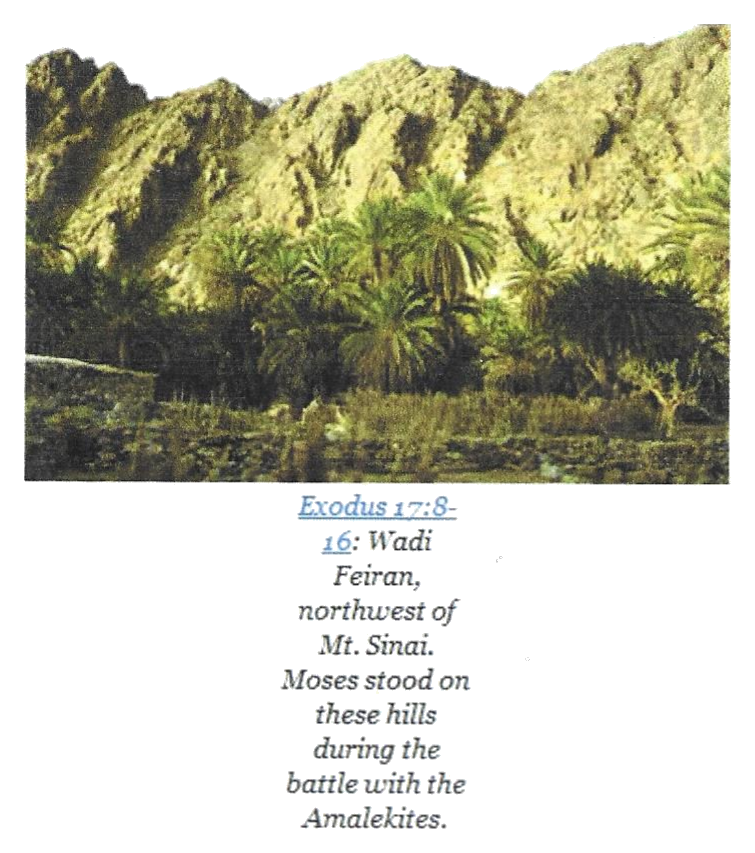 Exodus 17:8-
16: Wadi
Feiran,
northwest of
Mt. Sinai.
Moses stood on
these hills
during the
battle with the
Amalekites.